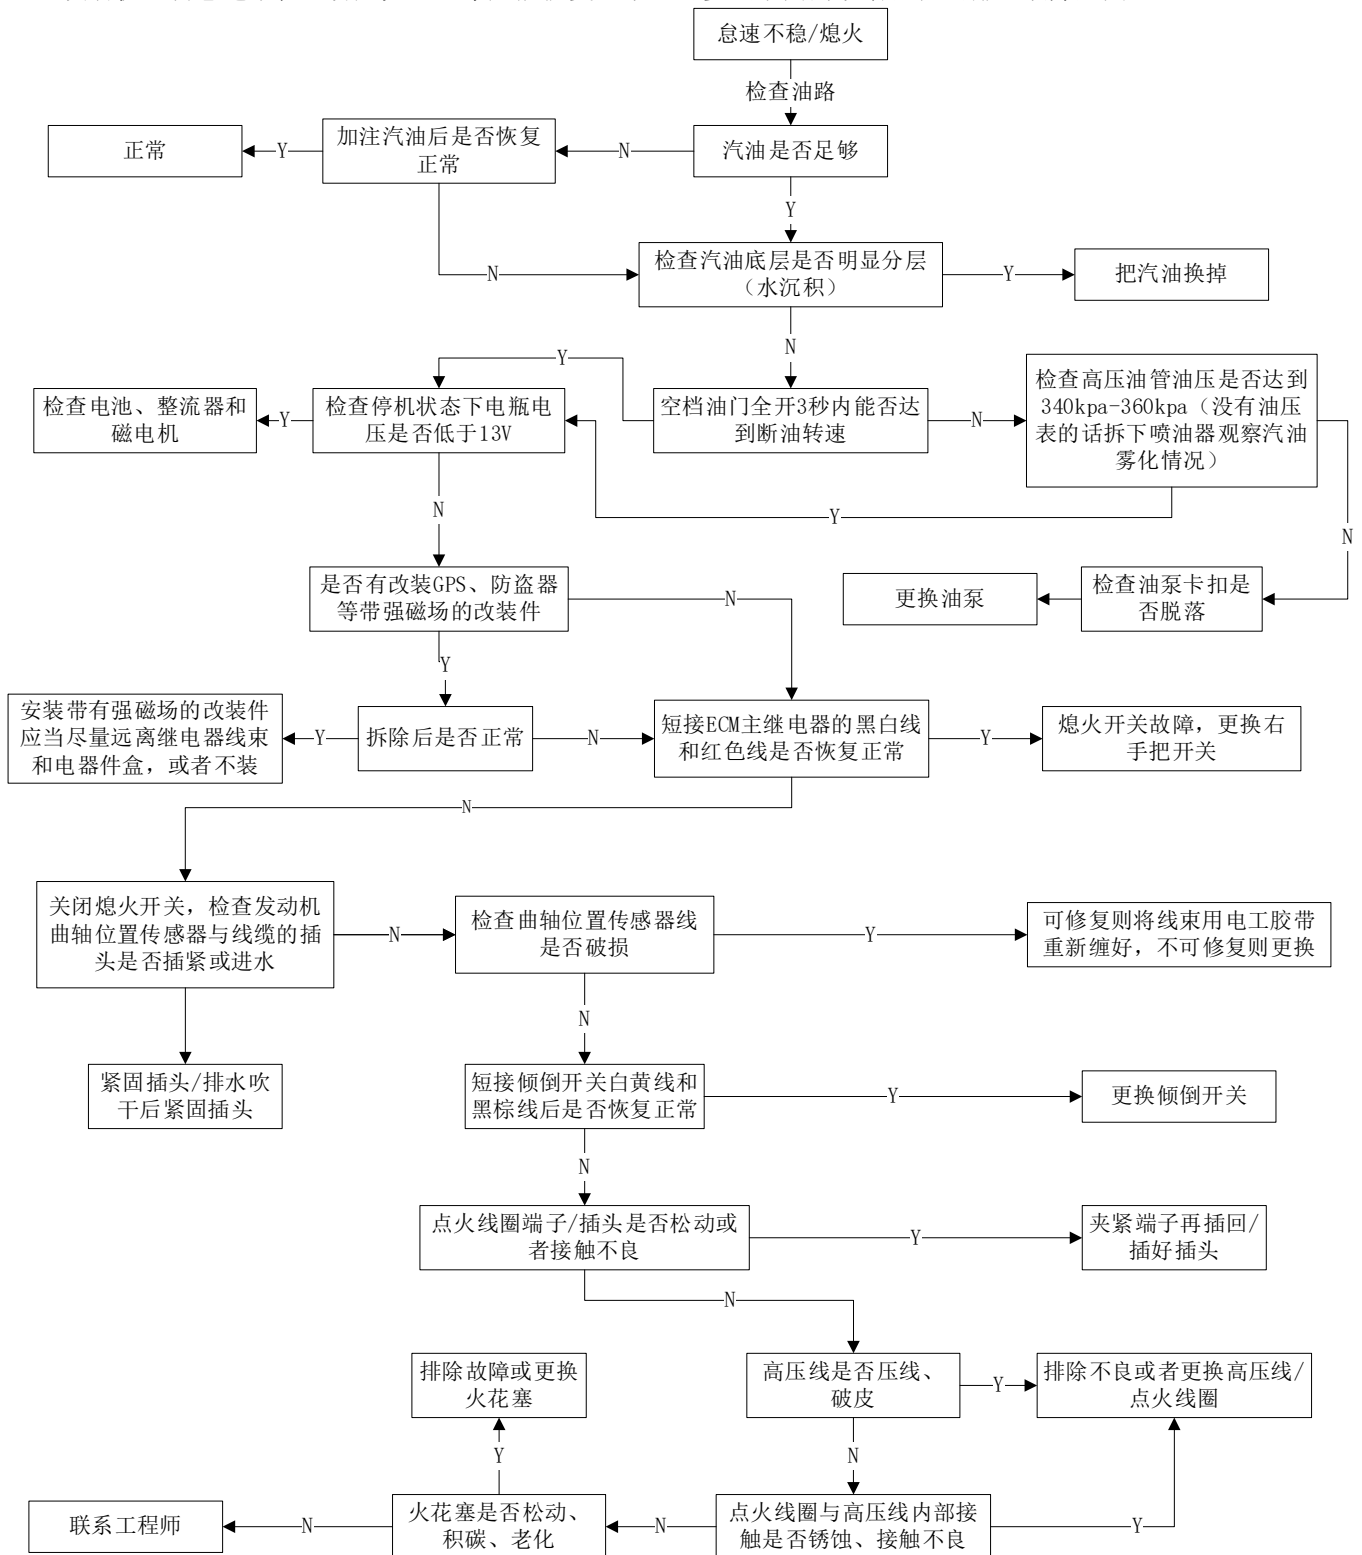 怠速不稳/熄火
检查油路
正常
Y
加注汽油后是否恢复
正常
N
汽油是否足够
Y
N
检查汽油底层是否明显分层
（水沉积）
Y
把汽油换掉
N
Y
检查电池、整流器和
磁电机
Y
检查停机状态下电瓶电
压是否低于13V
空档油门全开3秒内能否达
到断油转速
N
检查高压油管油压是否达到
340kpa-360kpa（没有油压
表的话拆下喷油器观察汽油
雾化情况）
Y
N
N
是否有改装GPS、防盗器
等带强磁场的改装件
N
更换油泵
检查油泵卡扣是
否脱落
Y
安装带有强磁场的改装件
应当尽量远离继电器线束
和电器件盒，或者不装
Y
拆除后是否正常
N
短接ECM主继电器的黑白线
和红色线是否恢复正常
Y
熄火开关故障，更换右
手把开关
N
关闭熄火开关，检查发动机
曲轴位置传感器与线缆的插
头是否插紧或进水
N
检查曲轴位置传感器线
是否破损
Y
可修复则将线束用电工胶带
重新缠好，不可修复则更换
N
紧固插头/排水吹
干后紧固插头
短接倾倒开关白黄线和
黑棕线后是否恢复正常
Y
更换倾倒开关
N
点火线圈端子/插头是否松动或
者接触不良
Y
夹紧端子再插回/
插好插头
N
排除故障或更换
火花塞
高压线是否压线、
破皮
Y
排除不良或者更换高压线/
点火线圈
Y
N
联系工程师
N
火花塞是否松动、
积碳、老化
N
点火线圈与高压线内部接
触是否锈蚀、接触不良
Y